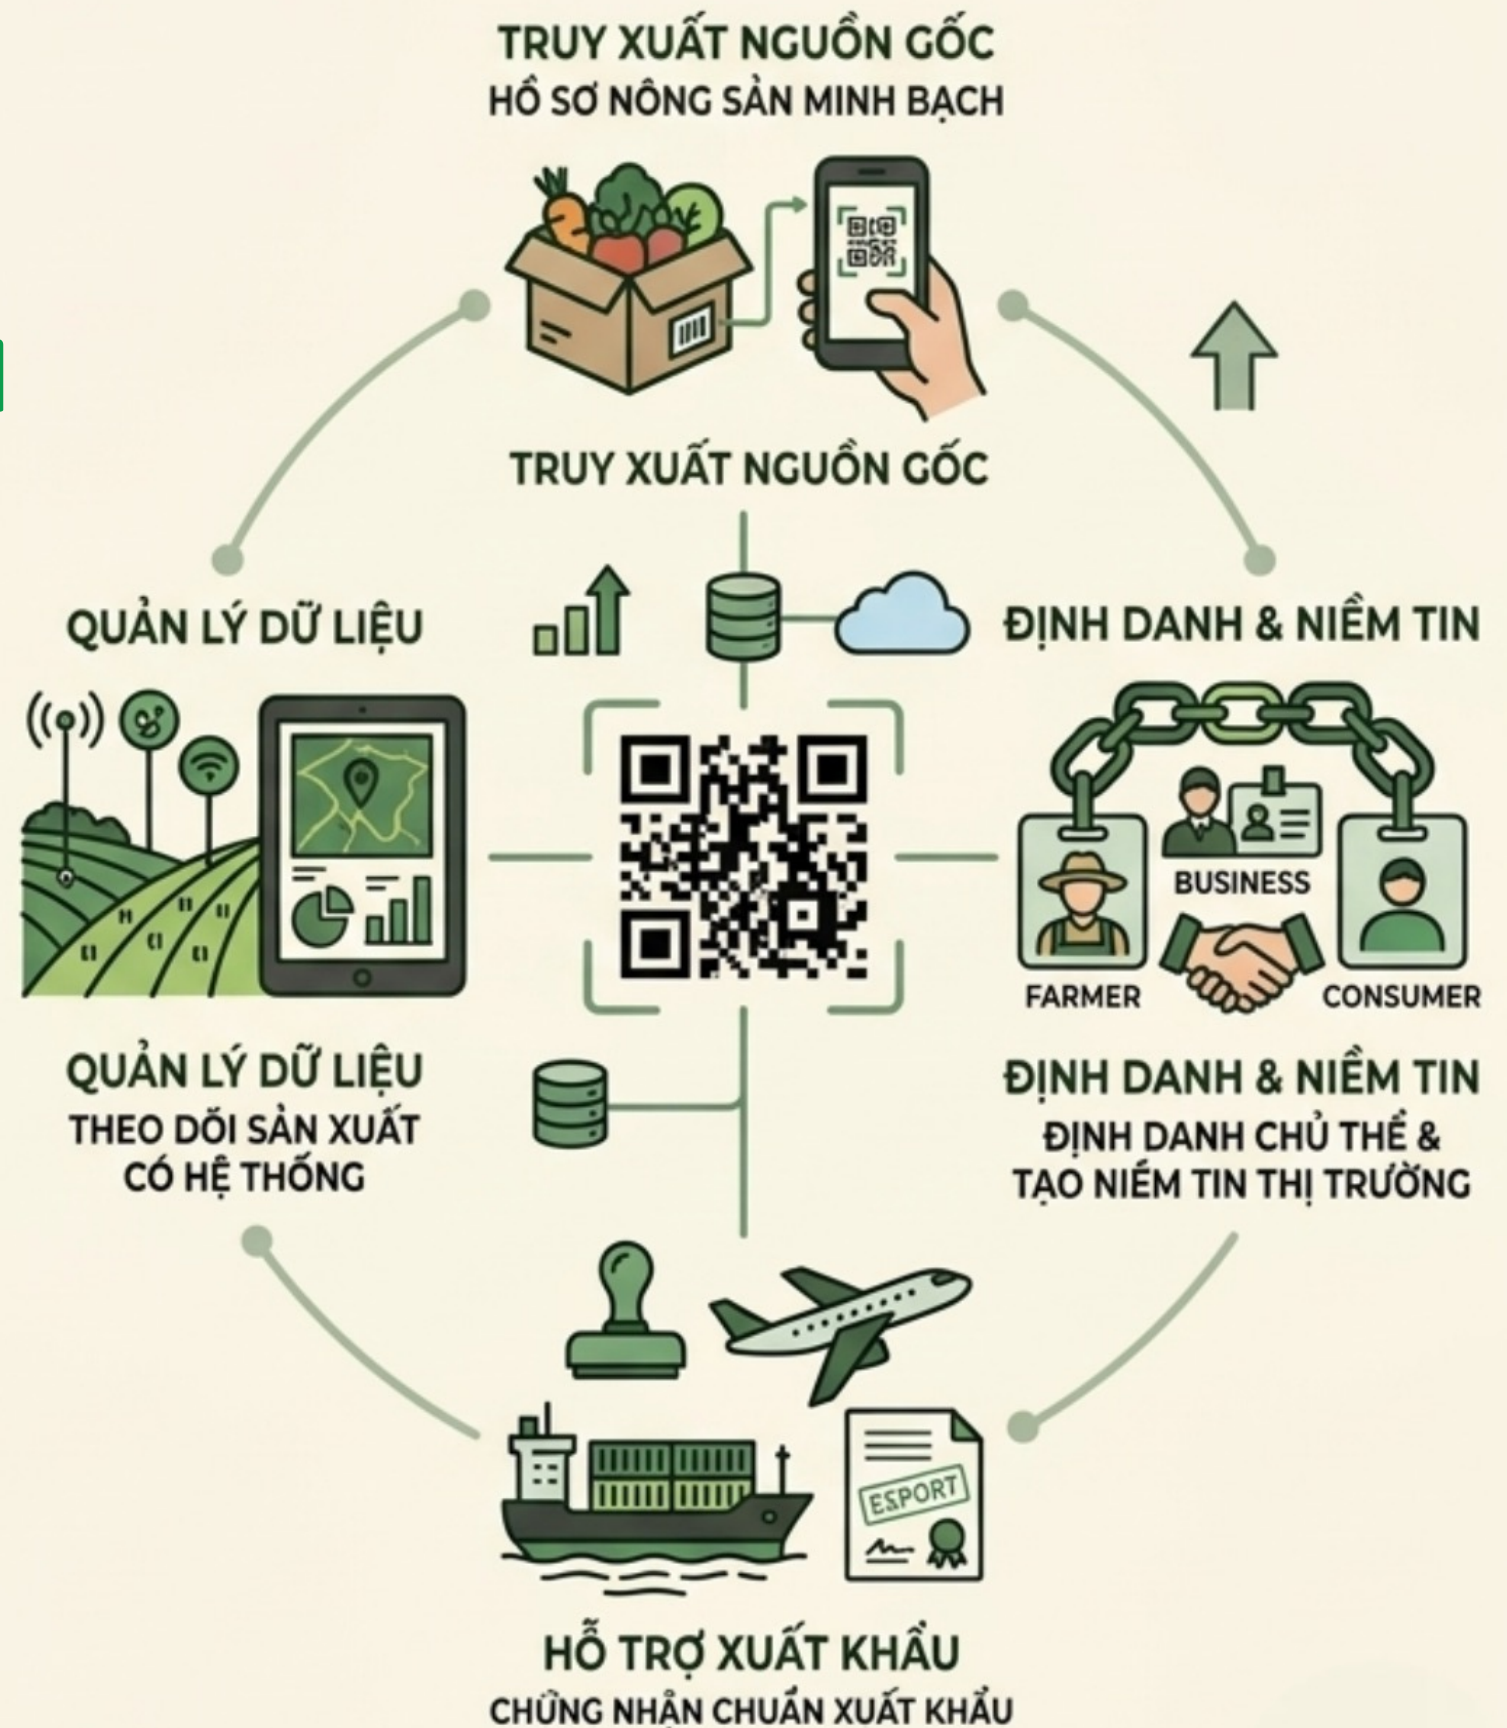 TRUY XUẤT NGUỒN GỐC
HỒ SƠ NÔNG SẢN MINH BẠCH
TRUY XUẤT NGUỒN GỐC
QUẢN LÝ DỮ LIỆU
ĐỊNH DANH & NIỀM TIN
BUSINESS
FARMER
CONSUMER
QUẢN LÝ DỮ LIỆU
THEO DÕI SẢN XUẤT
CÓ HỆ THỐNG
ĐỊNH DANH & NIỀM TIN
ĐỊNH DANH CHỦ THỂ &
TẠO NIỀM TIN THỊ TRƯỜNG
ESPORT
HỖ TRỢ XUẤT KHẨU
CHỨNG NHẬN CHUẨN XUẤT KHẨU